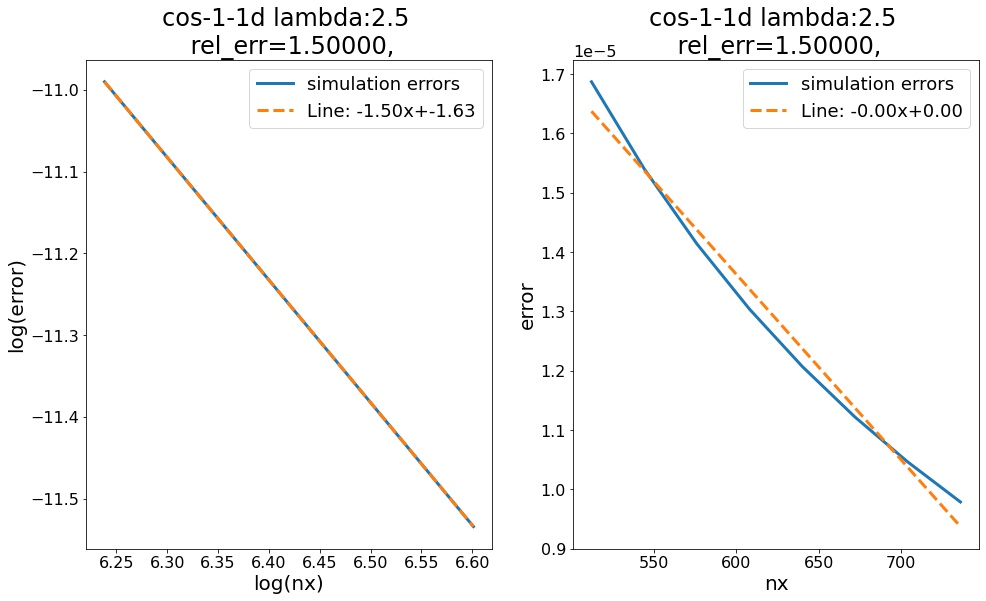 cos-1-1d lambda:2.5
rel_err=1.50000,
−11.0
−11.1
−11.2
−11.3
−11.4
−11.5
log(error)
simulation errors
Line: -1.50x+-1.63
6.25 6.30 6.35 6.40 6.45 6.50 6.55 6.60
log(nx)
cos-1-1d lambda:2.5
rel_err=1.50000,
1e−5
1.7
1.6
1.5
1.4
1.3
1.2
1.1
1.0
0.9
error
simulation errors
Line: -0.00x+0.00
550 600 650 700
nx